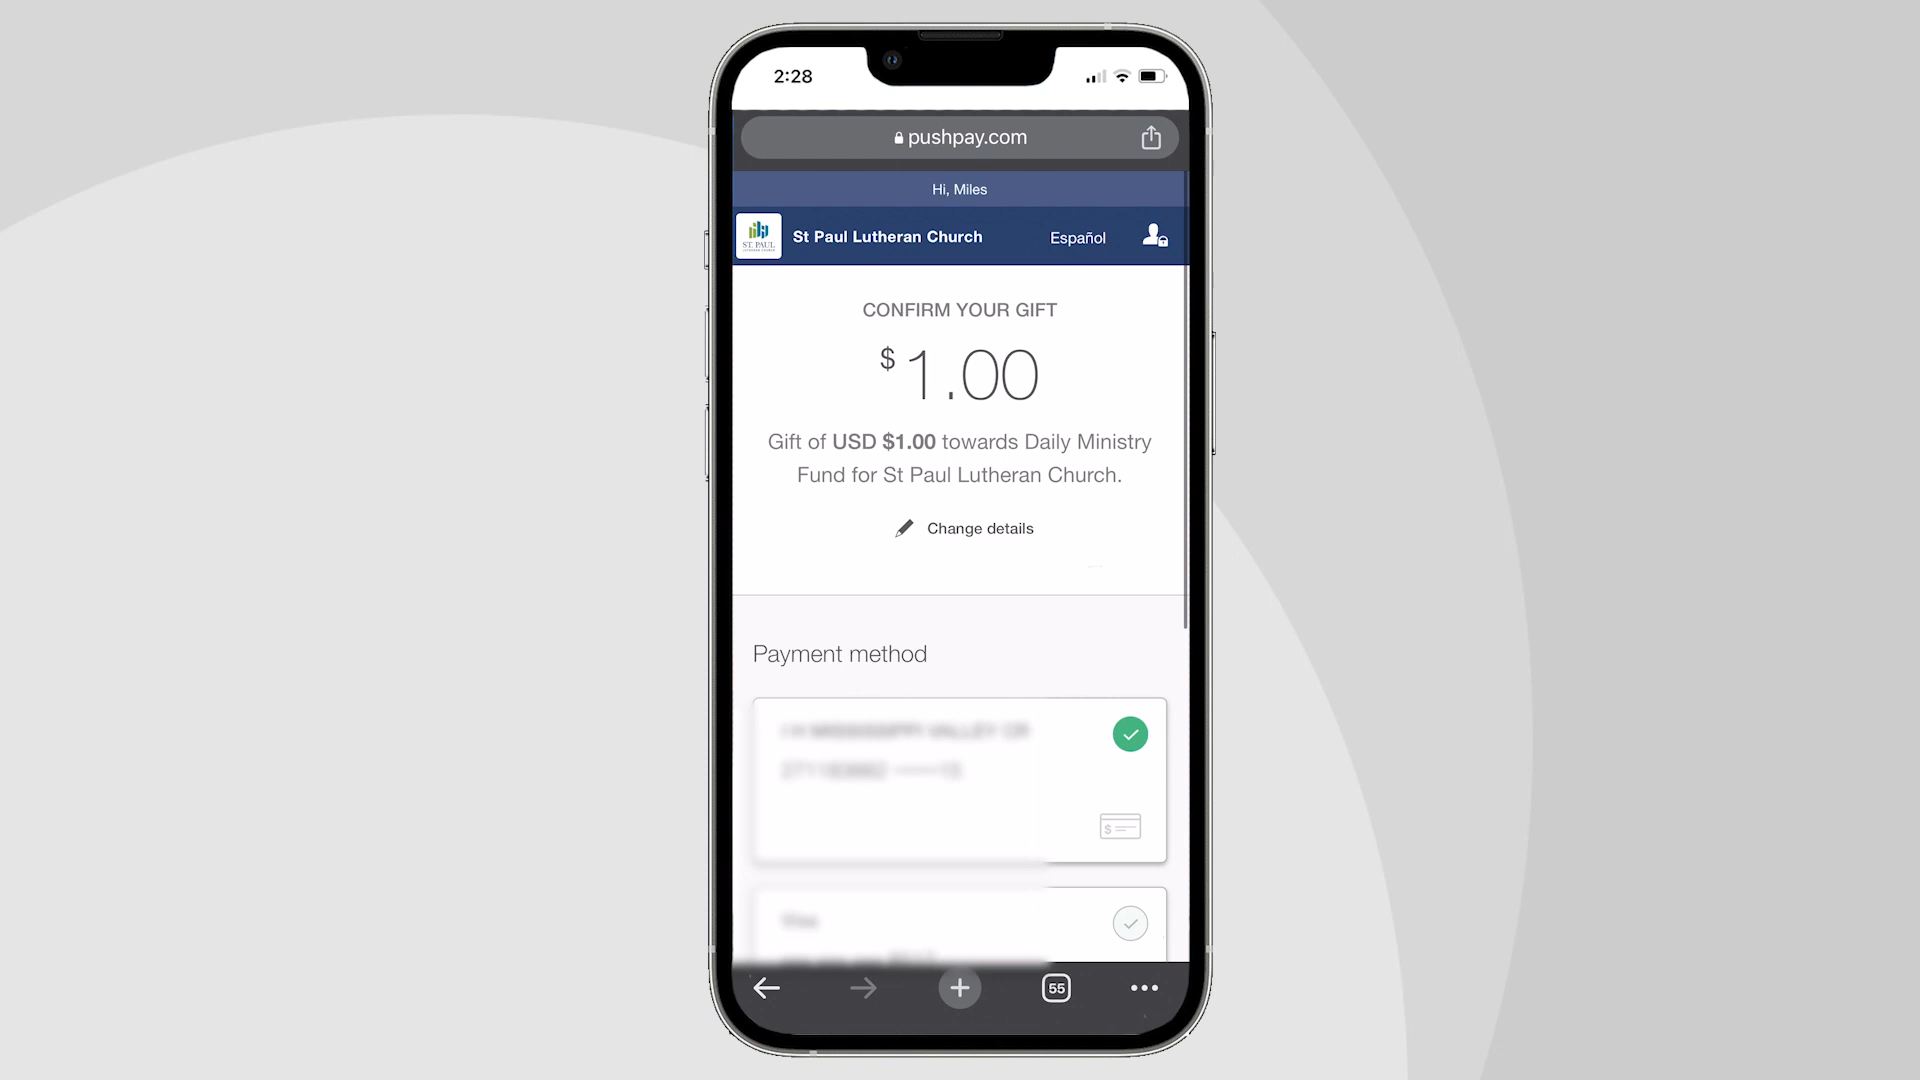 2:28
pushpay.com
Hi, Miles
ST. PAUL
St Paul Lutheran Church
Español
CONFIRM YOUR GIFT
$1.00
Gift of USD $1.00 towards Daily Ministry
Fund for St Paul Lutheran Church.
Change details
Payment method
$
55